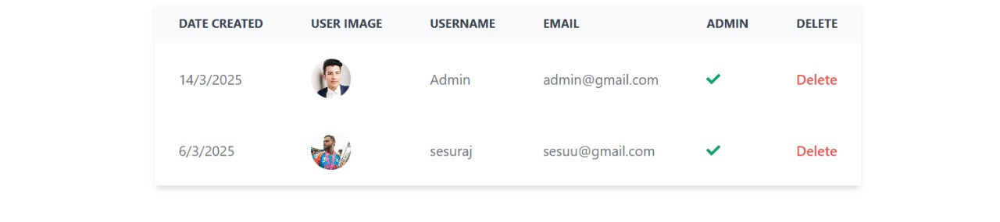 DATE CREATED USER IMAGE USERNAME EMAIL ADMIN DELETE
14/3/2025 Admin admin@gmail.com Delete
6/3/2025 sesuraj sesuu@gmail.com Delete